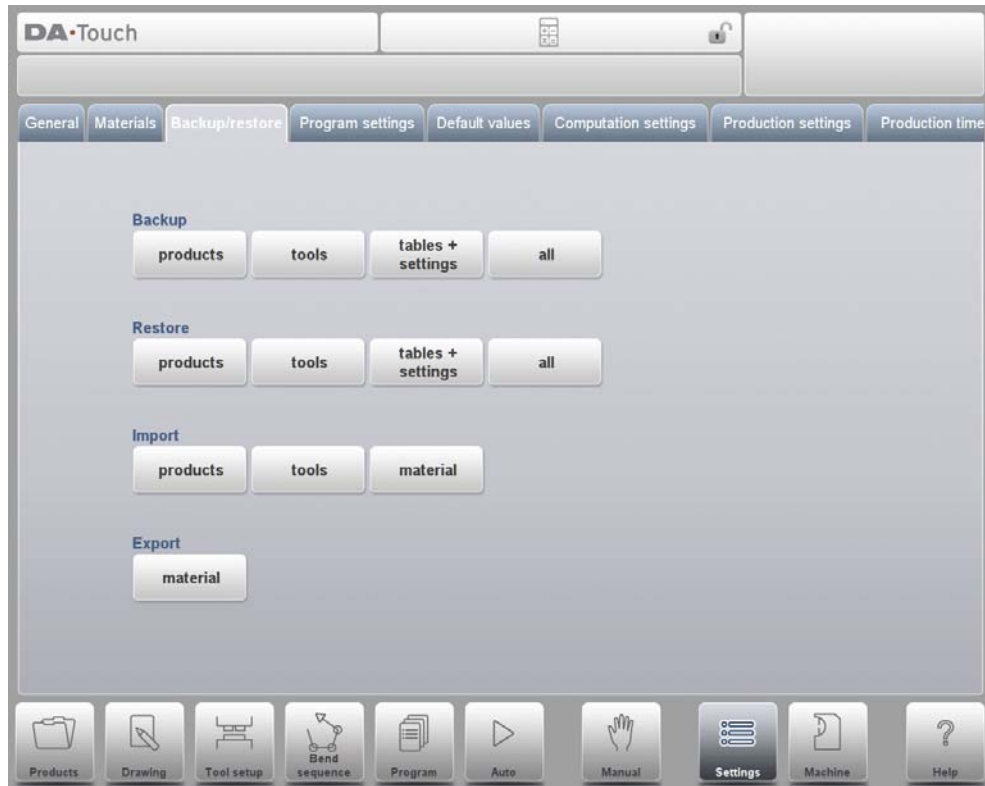 DA·Touch
General Materials Backup/restore Program settings Default values Computation settings Production settings Production time
Backup
products tools tables + settings all
Restore
products tools tables + settings all
Import
products tools material
Export
material
Products Drawing Tool setup Bend sequence Program Auto Manual Settings Machine Help